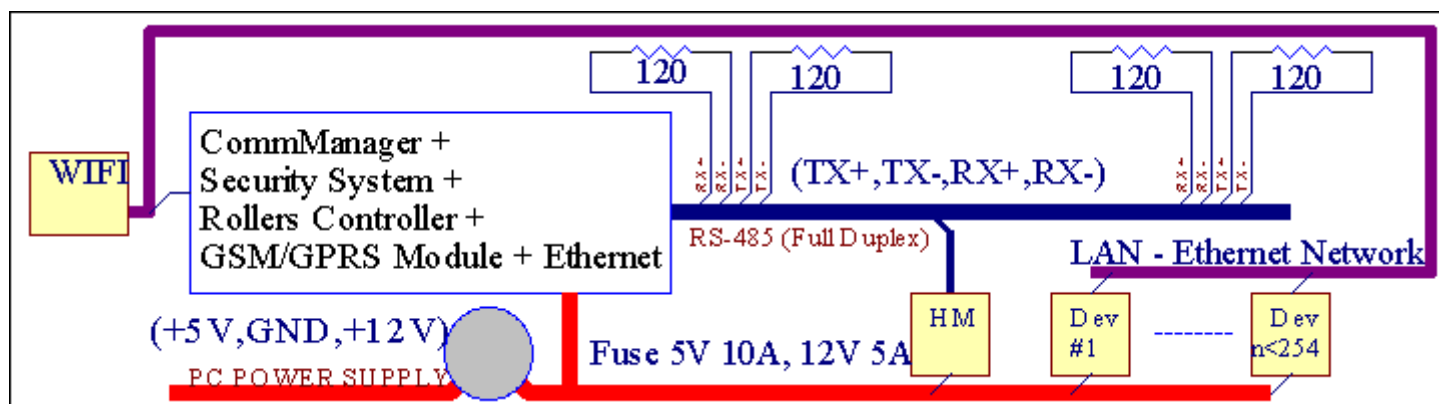 120
120
120
120
CommManager +
Security System +
Rollers Controller +
GSM/GPRS Module + Ethernet
WIFI
RX+
RX-
TX+
TX-
(TX+,TX-,RX+,RX-)
RX+
RX-
TX+
TX-
RS-485 (Full Duplex)
LAN - Ethernet Network
HM
Dev
#1
Dev
n<254
(+5V,GND,+12V)
Fuse 5V 10A, 12V 5A
PC POWER SUPPLY